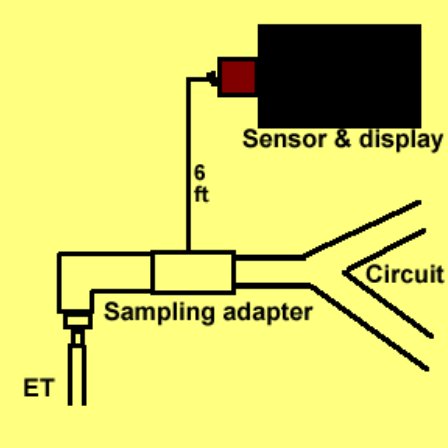 Sensor & display
6
ft
Circuit
Sampling adapter
ET